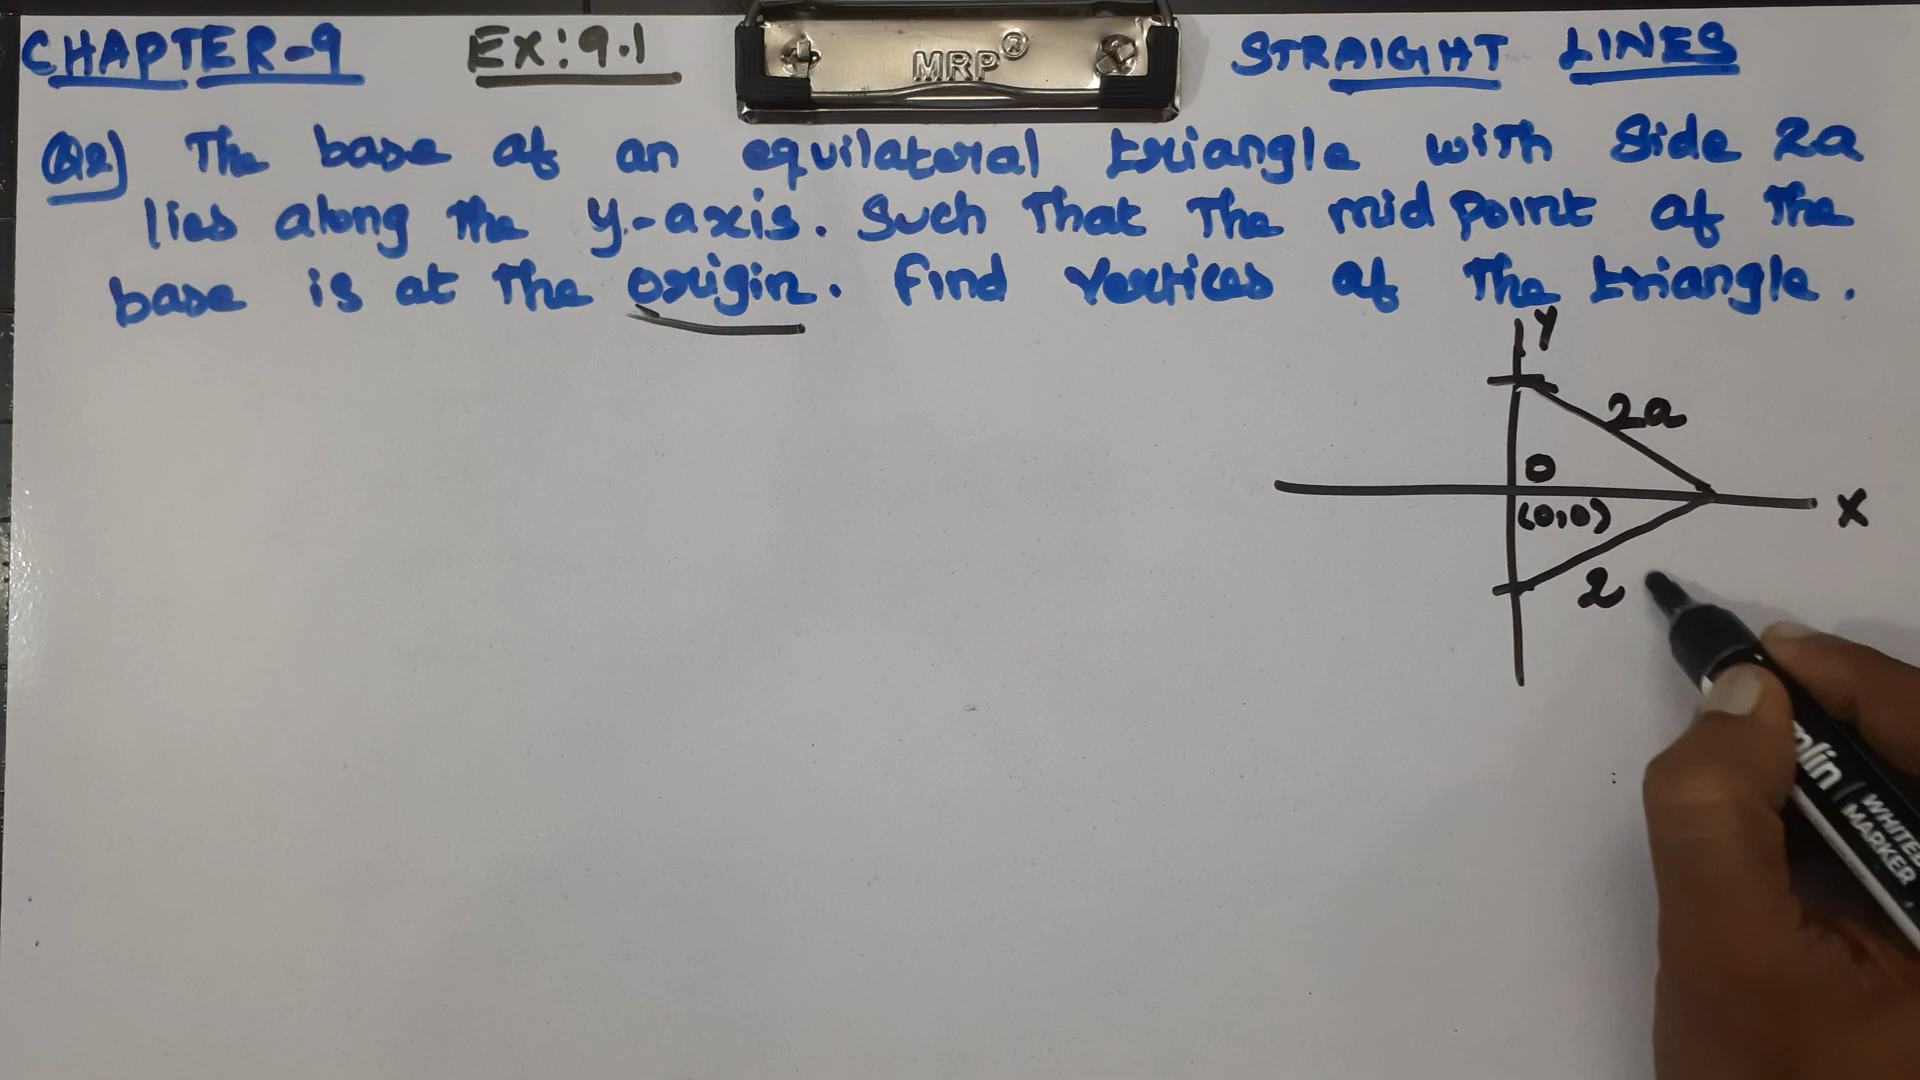 CHAPTER-9 EX:9.1 MRP® STRAIGHT LINES
Q2) The base of an equilateral triangle with side 2a
lies along the y-axis. Such That The mid point of The
base is at The origin. Find vertices of The triangle.
Y
2a
O
(0,0)
X
2
mlin / WHITEB
MARKER